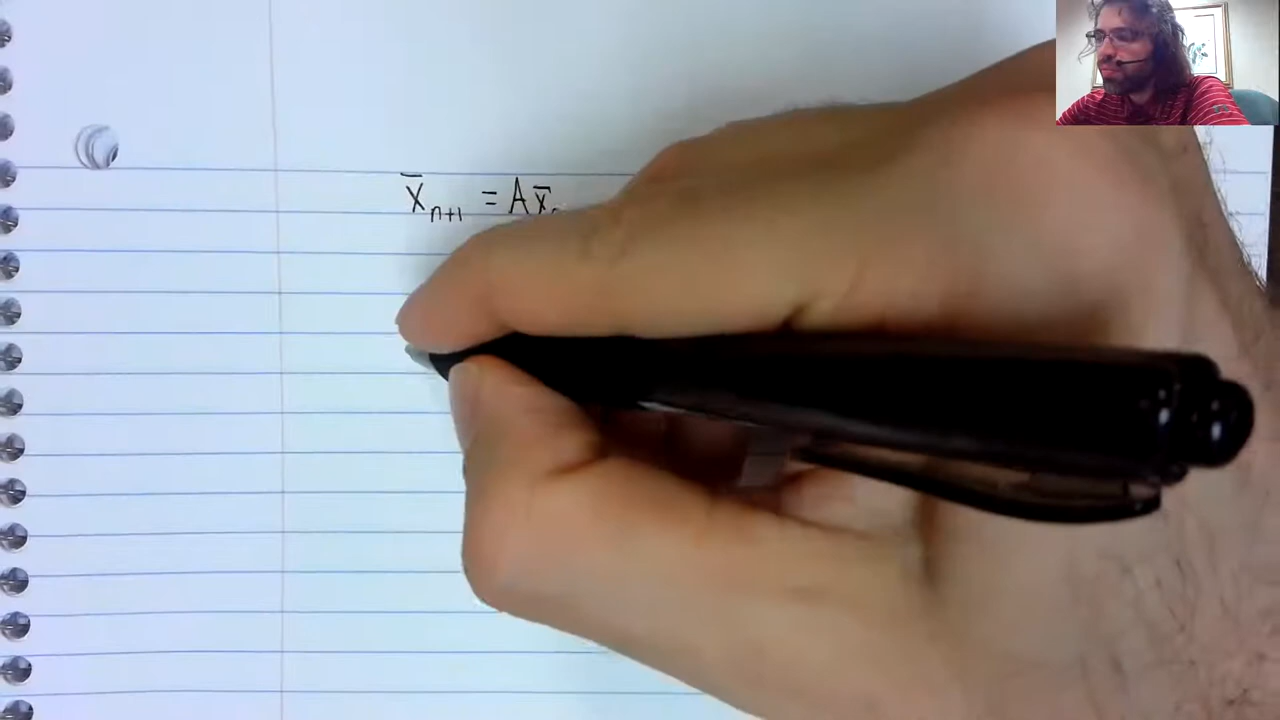 x̄ₙ₊₁ = Ax̄